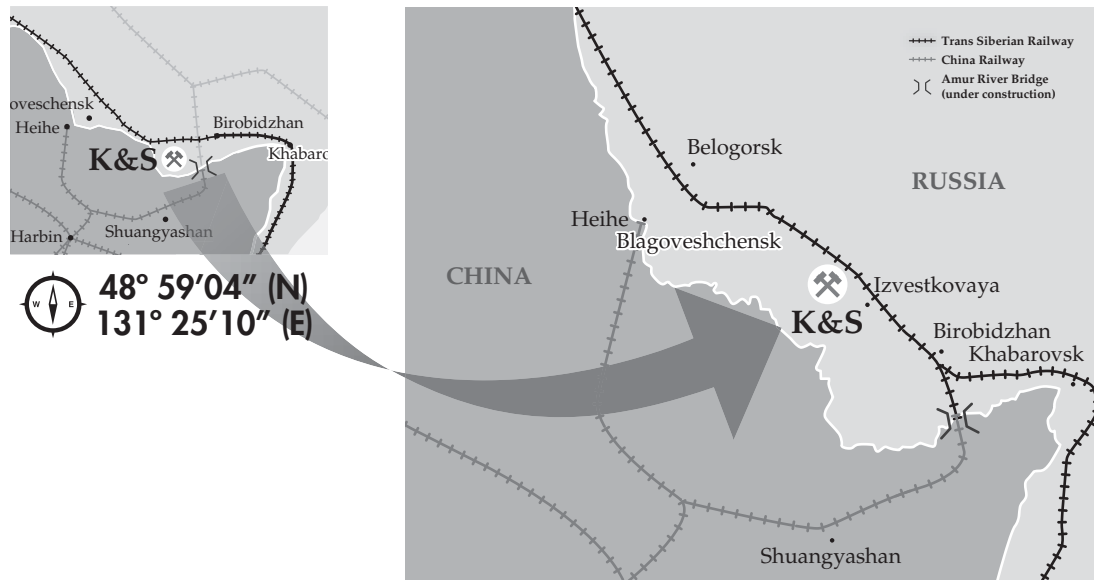 oveschensk
Heihe
Birobidzhan
K&S
Khabaro
Harbin
Shuangyashan
W E
48° 59’04” (N)
131° 25’10” (E)
Trans Siberian Railway
China Railway
Amur River Bridge
(under construction)
Belogorsk
RUSSIA
Heihe
Blagoveshchensk
CHINA
Izvestkovaya
K&S
Birobidzhan
Khabarovsk
Shuangyashan